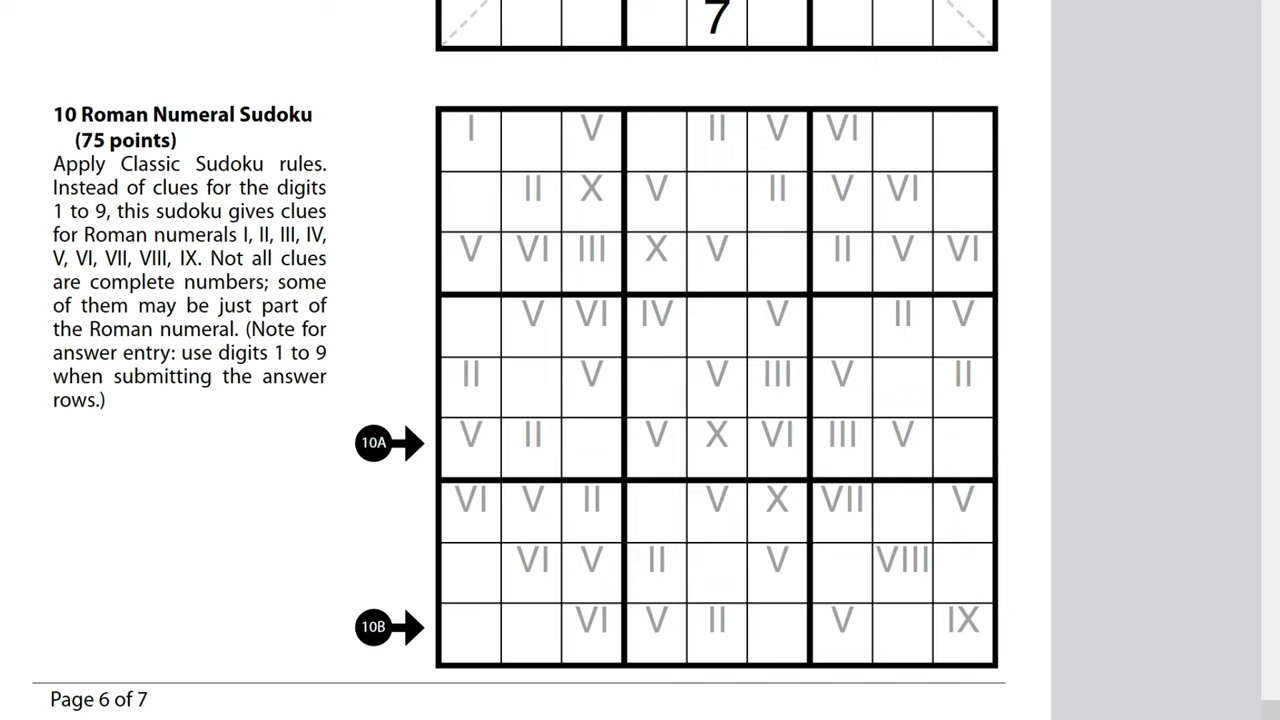 7
10 Roman Numeral Sudoku
(75 points)
Apply Classic Sudoku rules.
Instead of clues for the digits
1 to 9, this sudoku gives clues
for Roman numerals I, II, III, IV,
V, VI, VII, VIII, IX. Not all clues
are complete numbers; some
of them may be just part of
the Roman numeral. (Note for
answer entry: use digits 1 to 9
when submitting the answer
rows.)
I V II V VI
II X V II V VI
V VI III X V II V VI
V VI IV V II V
II V V III V II
10A V II V X VI III V
VI V II V X VII V
VI V II V VIII
10B VI V II V IX
Page 6 of 7